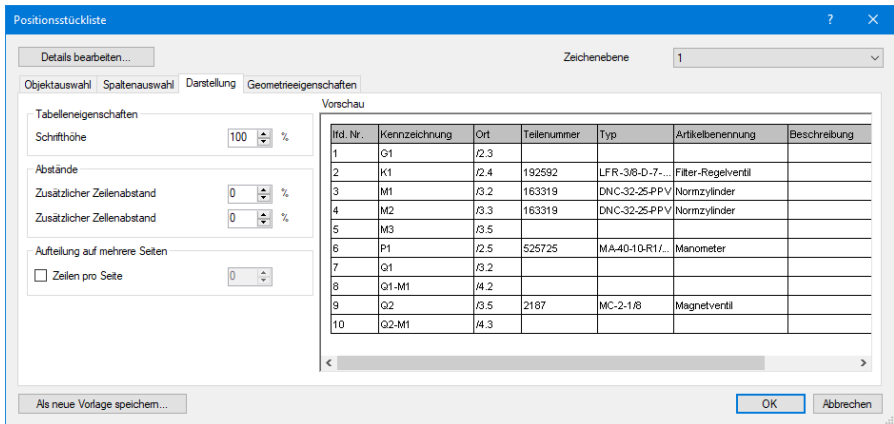 Positionsstückliste ? ×
Details bearbeiten... Zeichenebene 1
Objektauswahl Spaltenauswahl Darstellung Geometrieeigenschaften
Vorschau
Tabelleneigenschaften
Schrifthöhe 100 %
Abstände
Zusätzlicher Zeilenabstand 0 %
Zusätzlicher Zellenabstand 0 %
Aufteilung auf mehrere Seiten
Zeilen pro Seite 0
lfd. Nr. Kennzeichnung Ort Teilenummer Typ Artikelbenennung Beschreibung
1 G1 /2.3
2 K1 /2.4 192592 LFR-3/8-D-7-... Filter-Regelventil
3 M1 /3.2 163319 DNC-32-25-PPV Normzylinder
4 M2 /3.3 163319 DNC-32-25-PPV Normzylinder
5 M3 /3.5
6 P1 /2.5 525725 MA-40-10-R1/... Manometer
7 Q1 /3.2
8 Q1-M1 /4.2
9 Q2 /3.5 2187 MC-2-1/8 Magnetventil
10 Q2-M1 /4.3
Als neue Vorlage speichern... OK Abbrechen